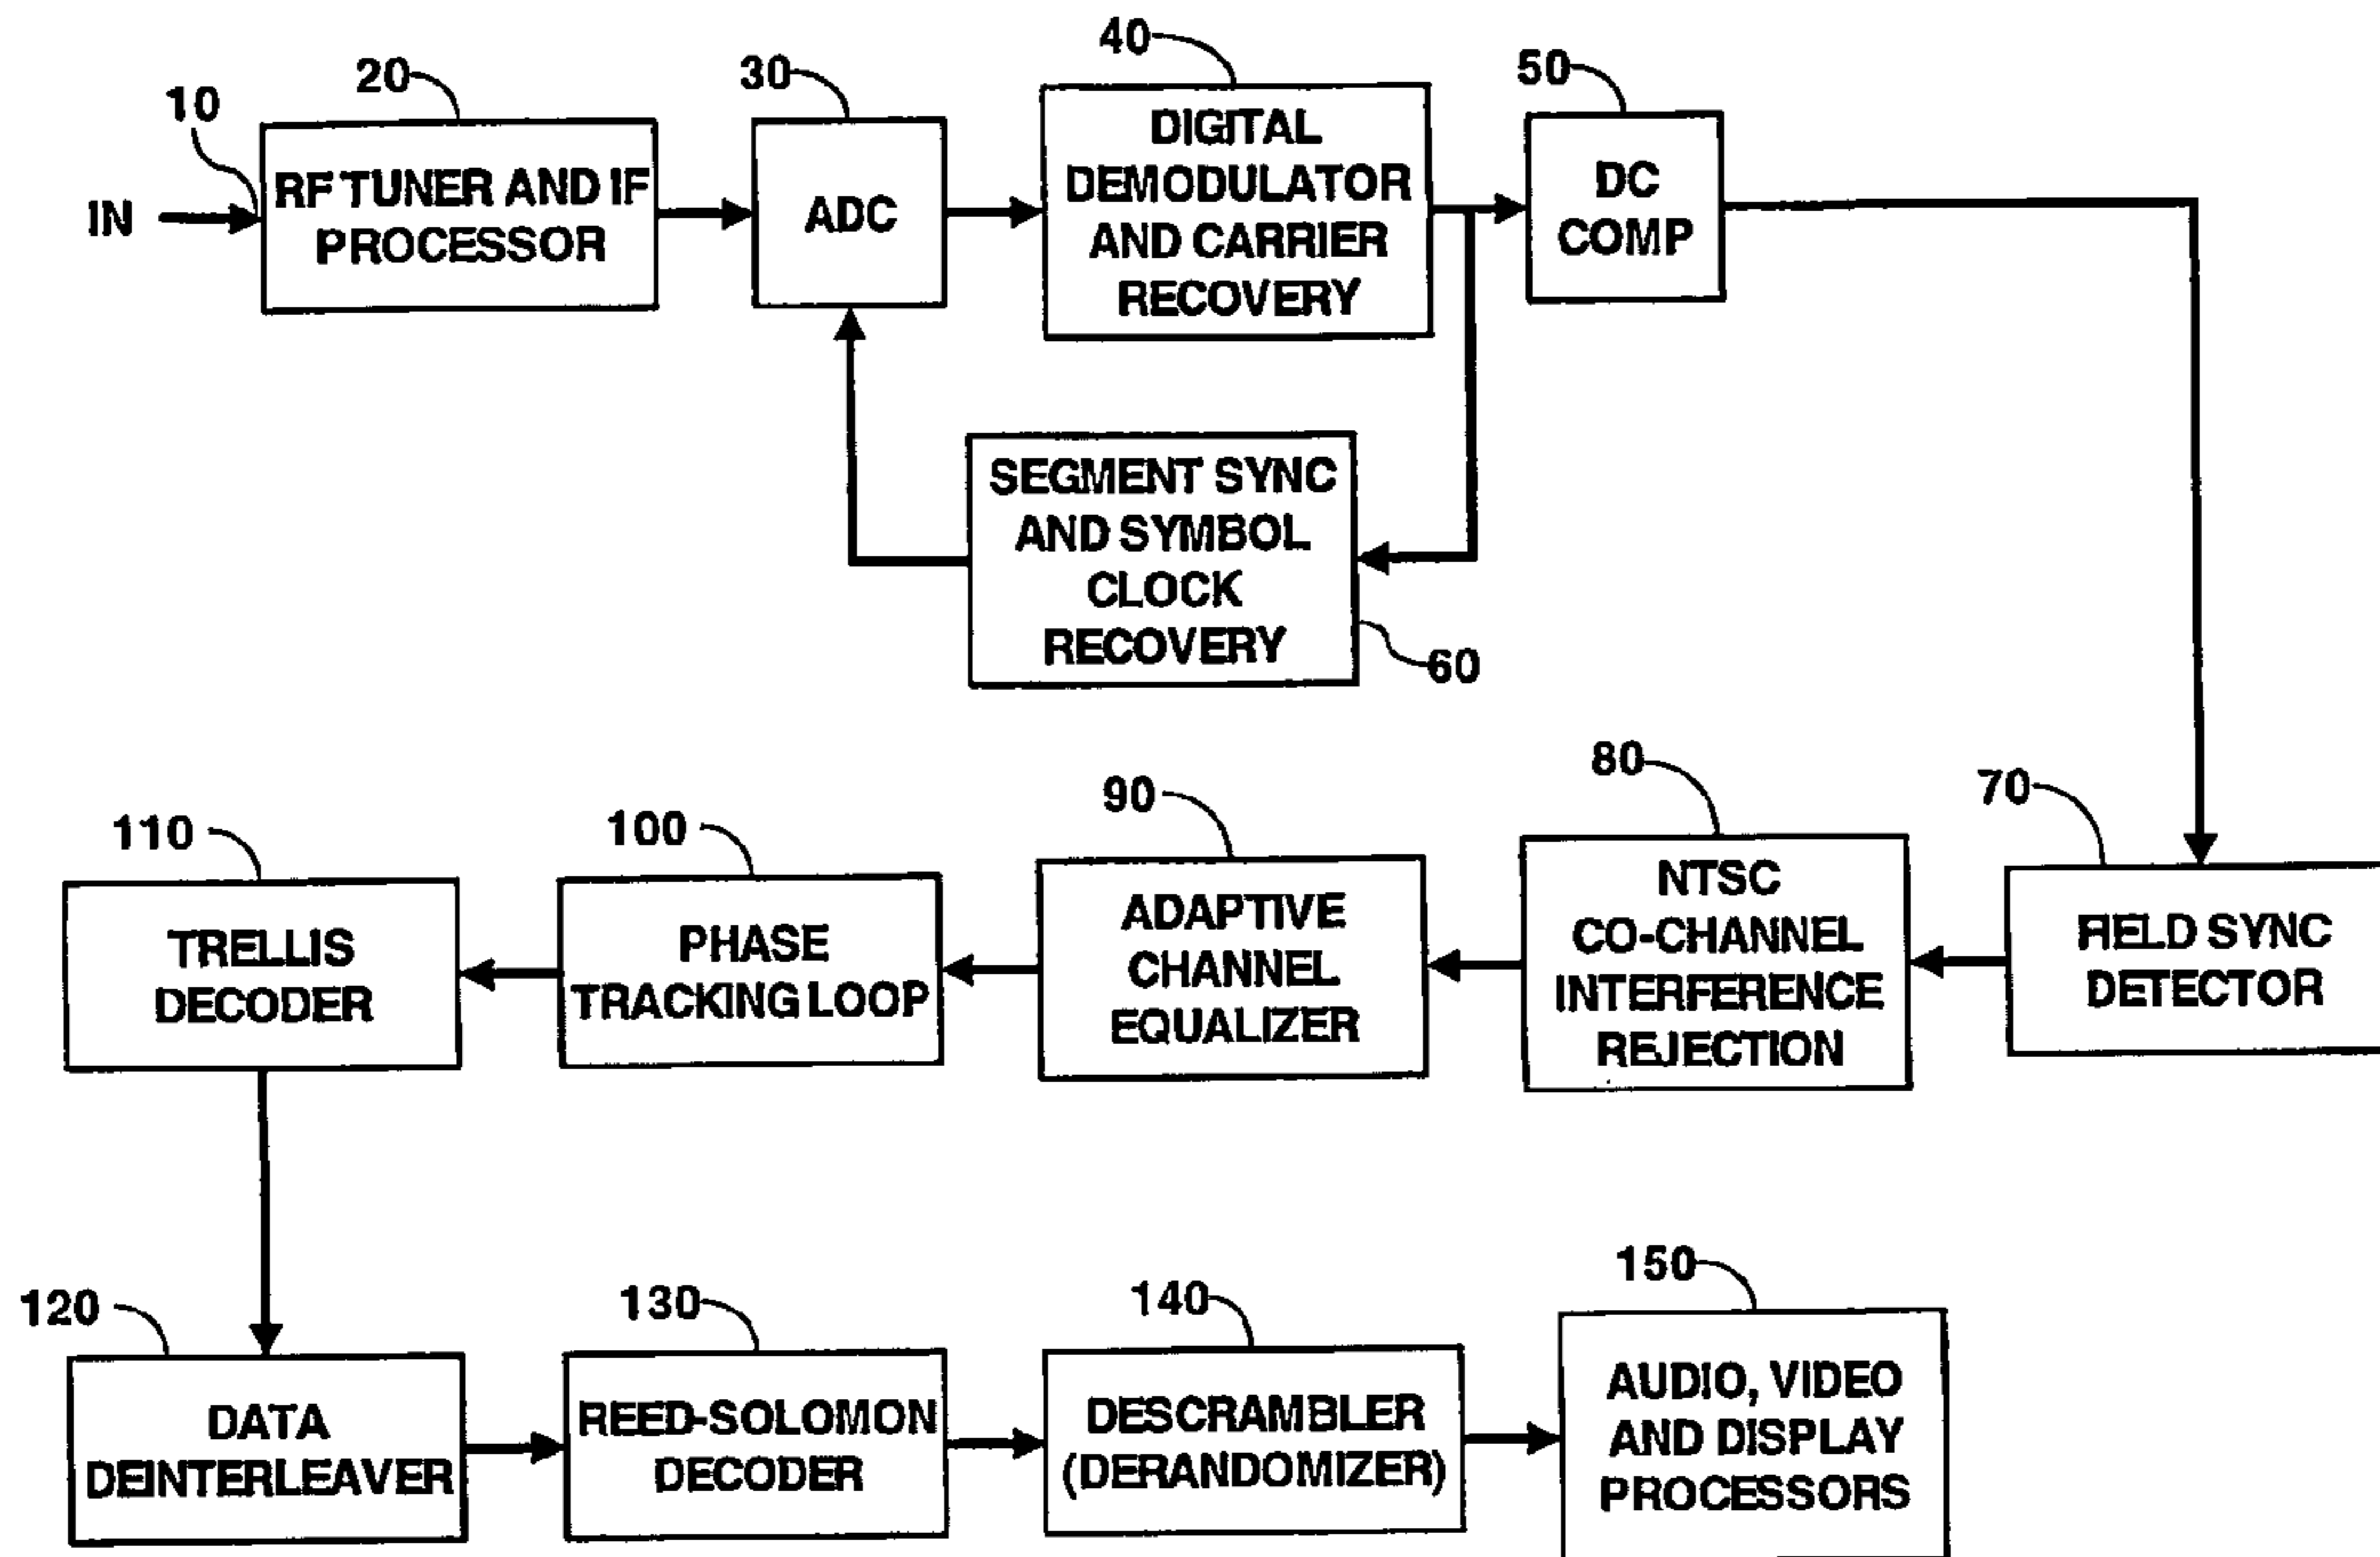 40
20
30
50
10
IN
RF TUNER AND IF
PROCESSOR
ADC
DIGITAL
DEMODULATOR
AND CARRIER
RECOVERY
DC
COMP
SEGMENT SYNC
AND SYMBOL
CLOCK
RECOVERY
60
80
70
90
100
110
TRELLIS
DECODER
PHASE
TRACKING LOOP
ADAPTIVE
CHANNEL
EQUALIZER
NTSC
CO-CHANNEL
INTERFERENCE
REJECTION
FIELD SYNC
DETECTOR
120
130
140
150
DATA
DEINTERLEAVER
REED-SOLOMON
DECODER
DESCRAMBLER
(DERANDOMIZER)
AUDIO, VIDEO
AND DISPLAY
PROCESSORS